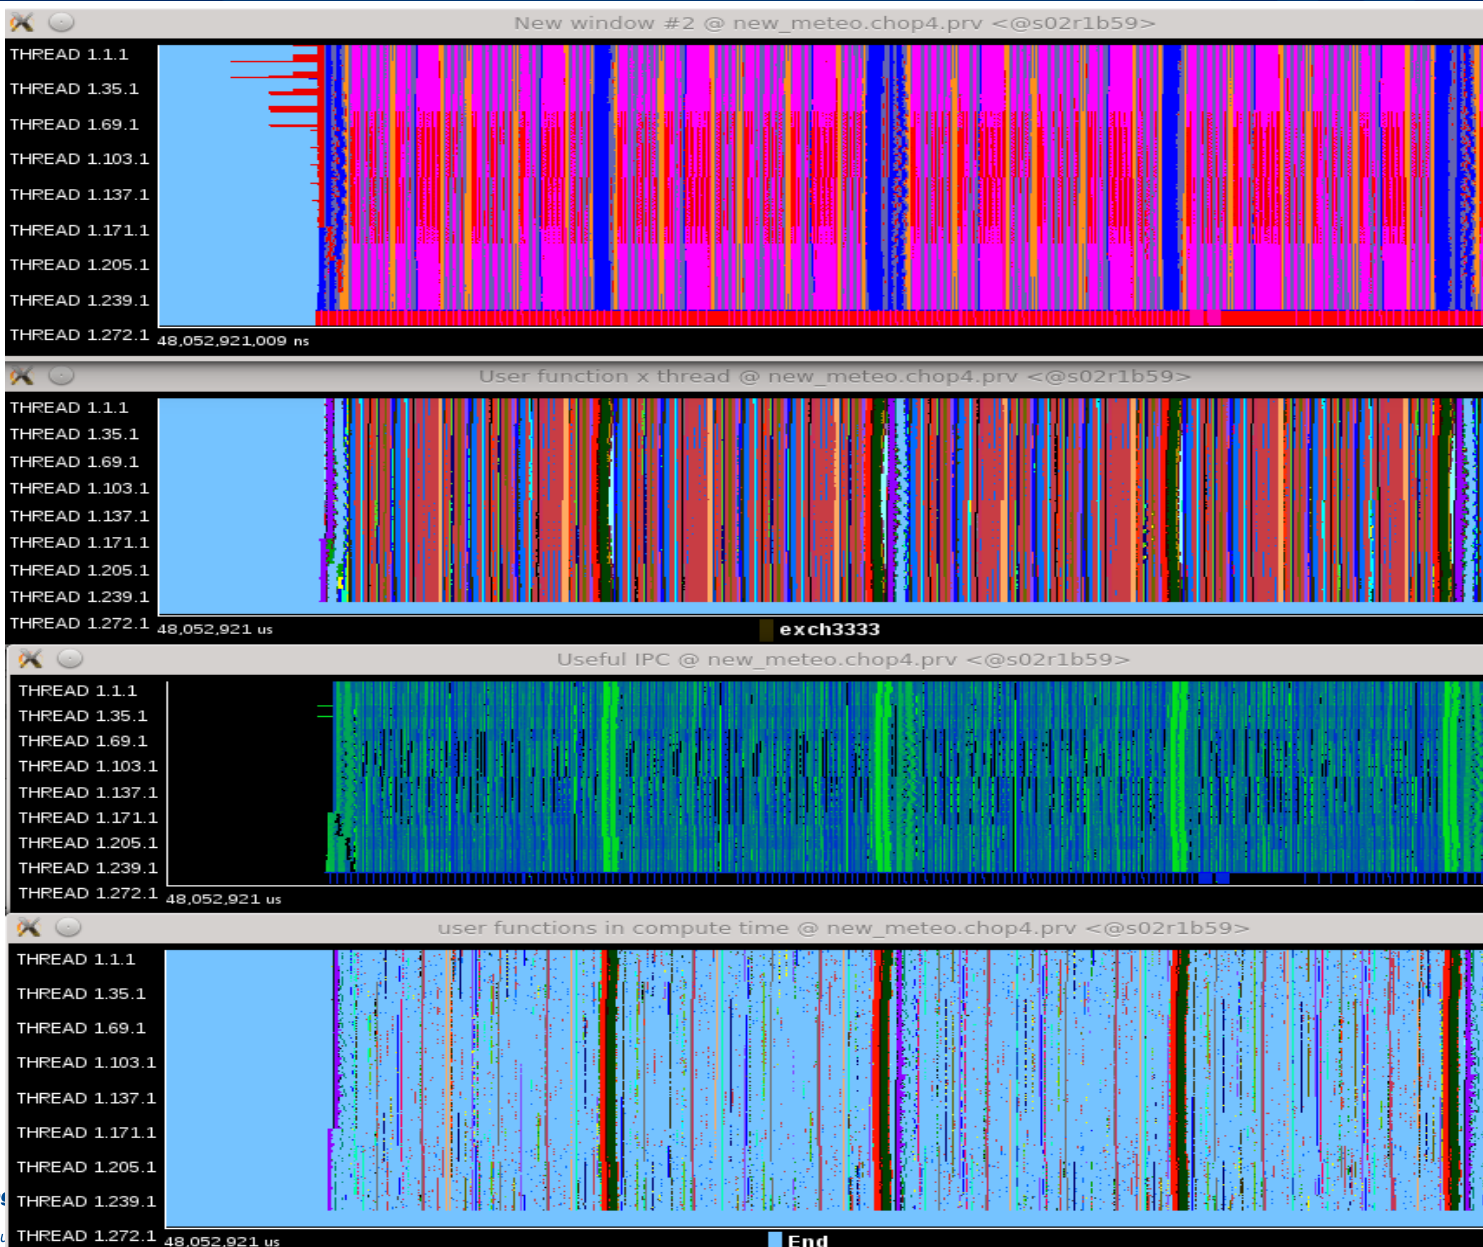 New window #2 @ new_meteo.chop4.prv <@s02r1b59>
THREAD 1.1.1
THREAD 1.35.1
THREAD 1.69.1
THREAD 1.103.1
THREAD 1.137.1
THREAD 1.171.1
THREAD 1.205.1
THREAD 1.239.1
THREAD 1.272.1
48,052,921,009 ns
User function x thread @ new_meteo.chop4.prv <@s02r1b59>
THREAD 1.1.1
THREAD 1.35.1
THREAD 1.69.1
THREAD 1.103.1
THREAD 1.137.1
THREAD 1.171.1
THREAD 1.205.1
THREAD 1.239.1
THREAD 1.272.1
48,052,921 us
exch3333
Useful IPC @ new_meteo.chop4.prv <@s02r1b59>
THREAD 1.1.1
THREAD 1.35.1
THREAD 1.69.1
THREAD 1.103.1
THREAD 1.137.1
THREAD 1.171.1
THREAD 1.205.1
THREAD 1.239.1
THREAD 1.272.1
48,052,921 us
user functions in compute time @ new_meteo.chop4.prv <@s02r1b59>
THREAD 1.1.1
THREAD 1.35.1
THREAD 1.69.1
THREAD 1.103.1
THREAD 1.137.1
THREAD 1.171.1
THREAD 1.205.1
THREAD 1.239.1
THREAD 1.272.1
48,052,921 us
End